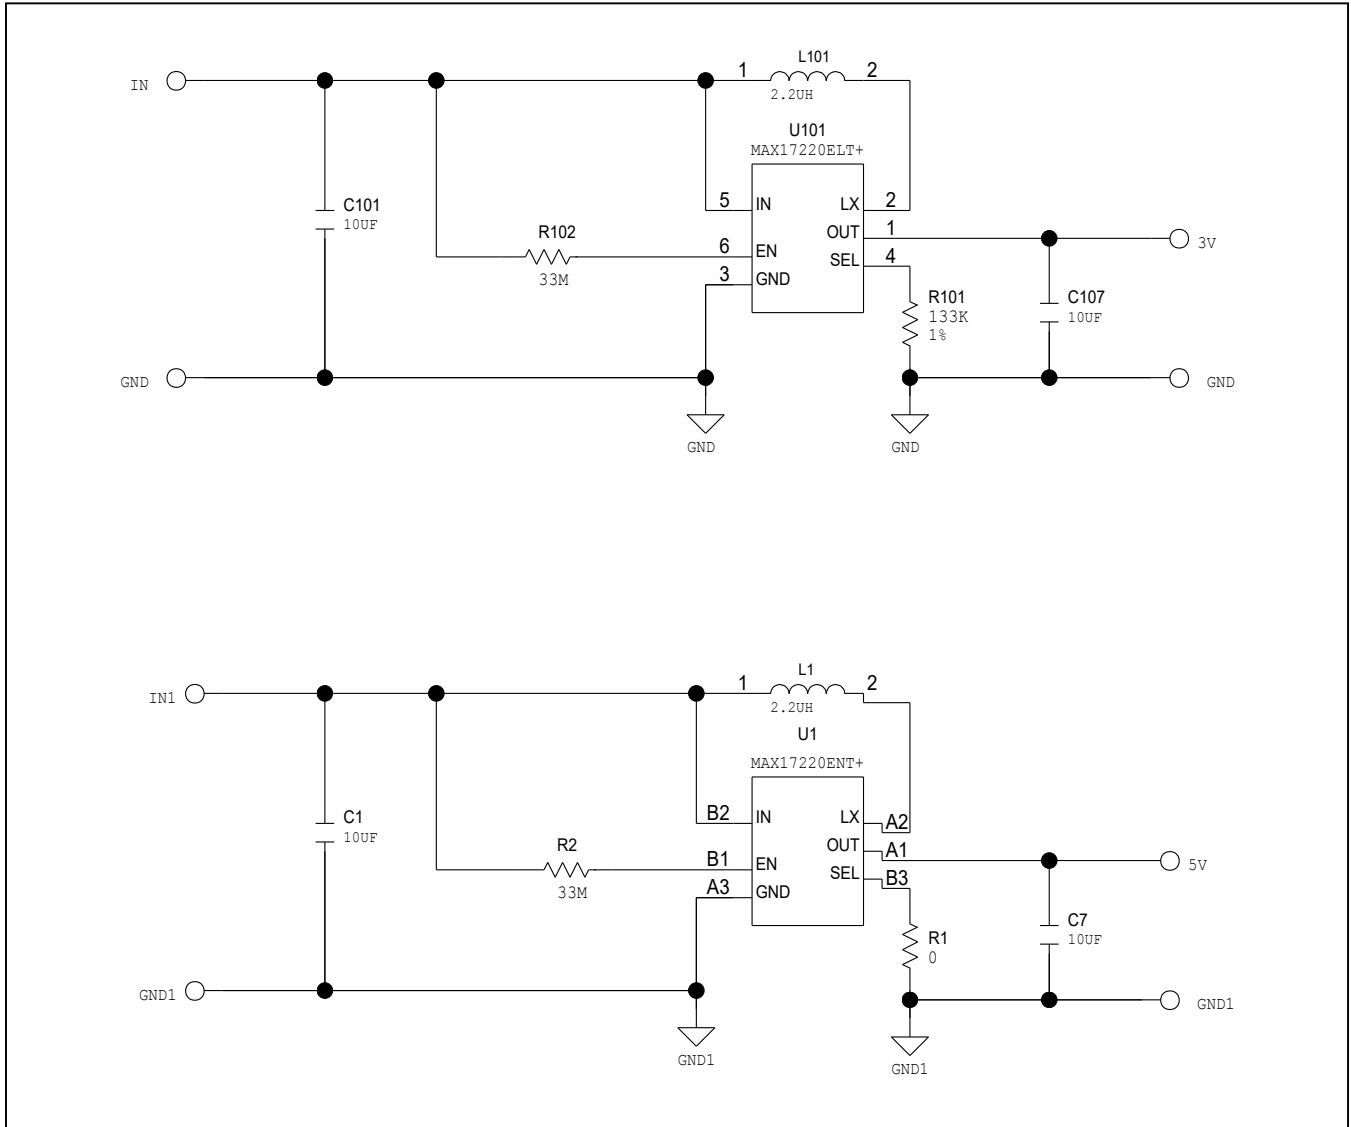 L101
1
2
IN
2.2UH
U101
MAX17220ELT+
C101
10UF
5
IN
LX
2
R102
33M
6
EN
OUT
1
3V
3
GND
SEL
4
R101
133K
1%
C107
10UF
GND
GND
GND
GND
L1
1
2
IN1
2.2UH
U1
MAX17220ENT+
C1
10UF
B2
IN
LX
A2
R2
33M
B1
EN
OUT
A1
5V
A3
GND
SEL
B3
R1
0
C7
10UF
GND1
GND1
GND1
GND1